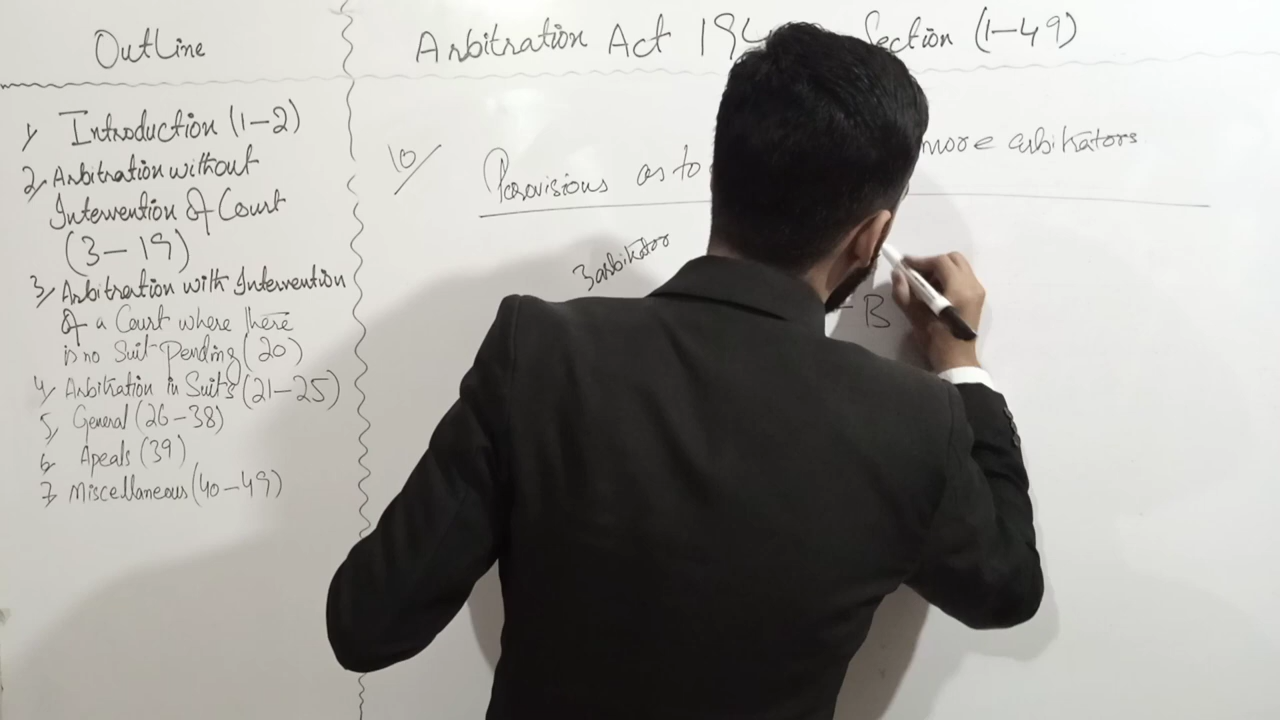 Outline
1, Introduction (1-2)
2, Arbitration without
Intervention Of Court
(3-19)
3, Arbitration with Intervention
Of a Court where There
is no Suit Pending (20)
4, Arbitration in Suits (21-25)
5, General (26-38)
6, Apeals (39)
7, Miscellaneous (40-49)
Arbitration Act 194 Section (1-49)
10/ Provisions as to more arbitrators
3 arbitrator
- B